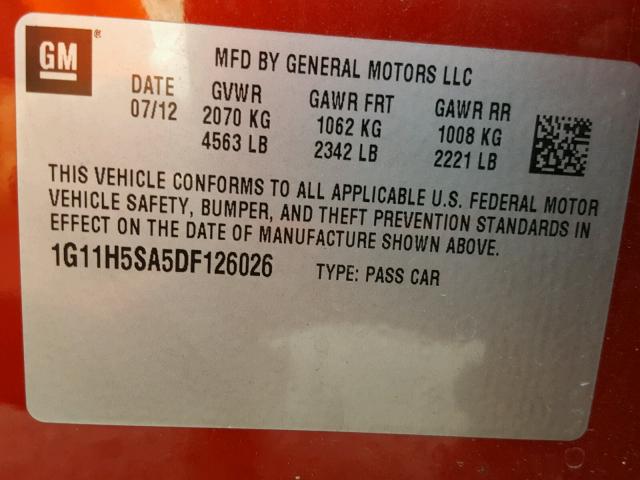 GM ®
MFD BY GENERAL MOTORS LLC
DATE GVWR GAWR FRT GAWR RR
07/12 2070 KG 1062 KG 1008 KG
4563 LB 2342 LB 2221 LB
THIS VEHICLE CONFORMS TO ALL APPLICABLE U.S. FEDERAL MOTOR
VEHICLE SAFETY, BUMPER, AND THEFT PREVENTION STANDARDS IN
EFFECT ON THE DATE OF MANUFACTURE SHOWN ABOVE.
1G11H5SA5DF126026 TYPE: PASS CAR